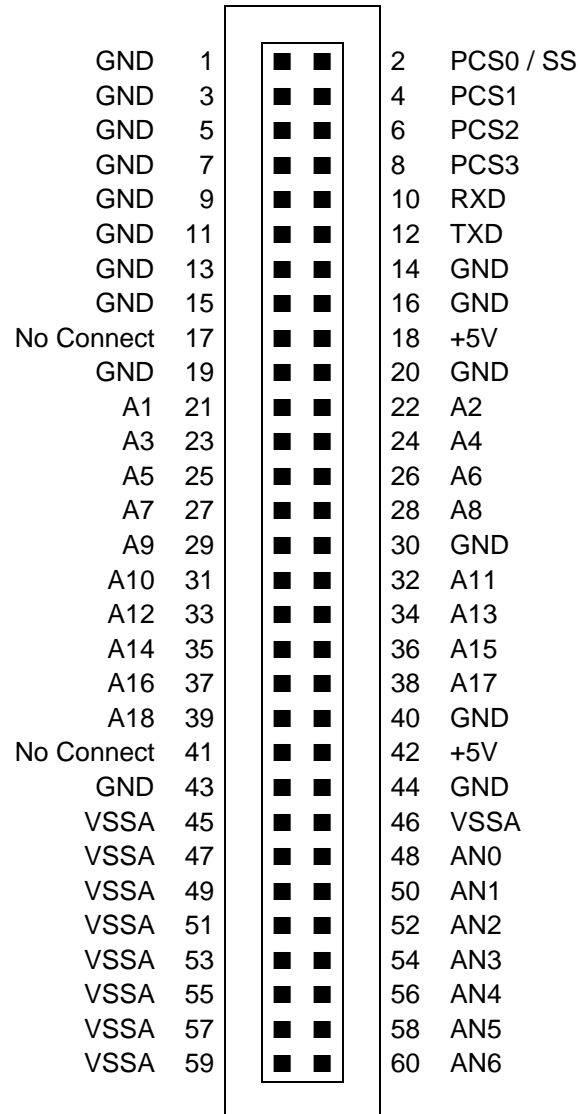 GND 1 2 PCS0 / SS
GND 3 4 PCS1
GND 5 6 PCS2
GND 7 8 PCS3
GND 9 10 RXD
GND 11 12 TXD
GND 13 14 GND
GND 15 16 GND
No Connect 17 18 +5V
GND 19 20 GND
A1 21 22 A2
A3 23 24 A4
A5 25 26 A6
A7 27 28 A8
A9 29 30 GND
A10 31 32 A11
A12 33 34 A13
A14 35 36 A15
A16 37 38 A17
A18 39 40 GND
No Connect 41 42 +5V
GND 43 44 GND
VSSA 45 46 VSSA
VSSA 47 48 AN0
VSSA 49 50 AN1
VSSA 51 52 AN2
VSSA 53 54 AN3
VSSA 55 56 AN4
VSSA 57 58 AN5
VSSA 59 60 AN6